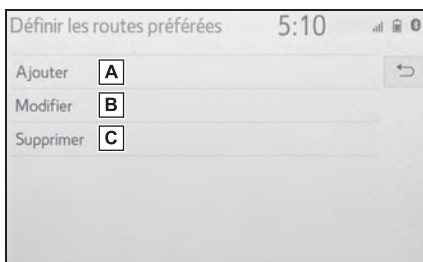 Définir les routes préférées 5:10
Ajouter A
Modifier B
Supprimer C